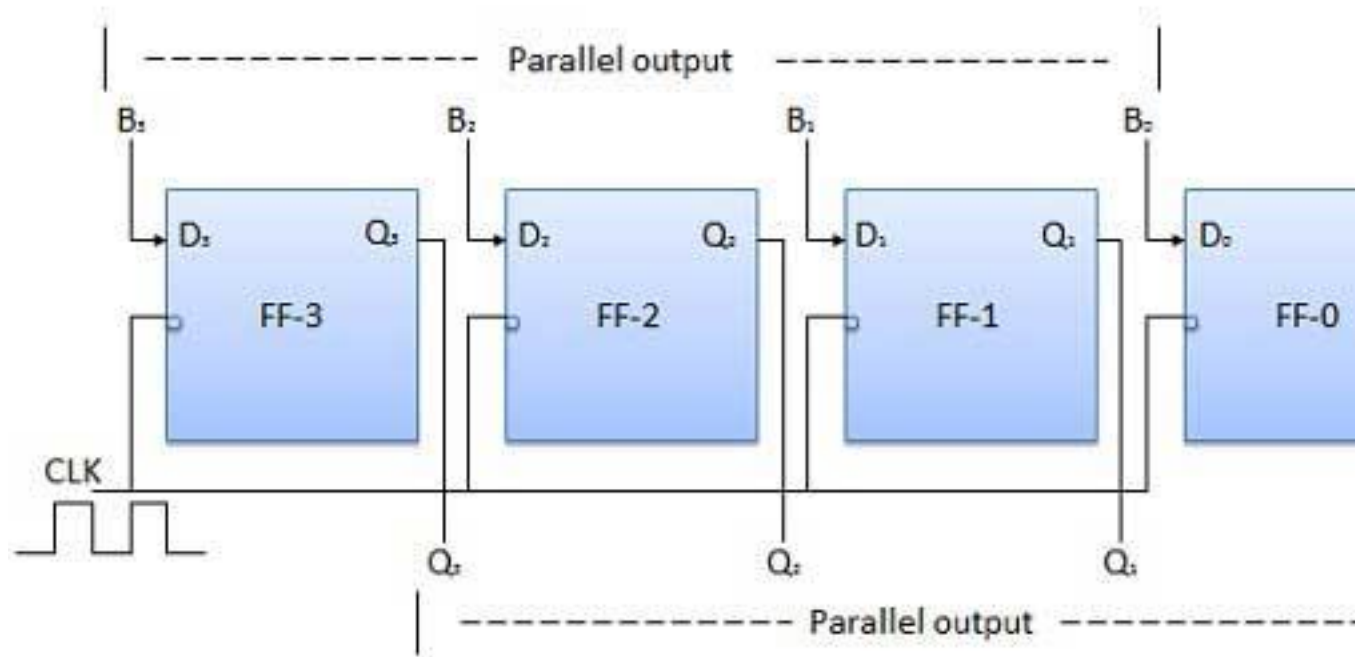 Parallel output
B₃ B₂ B₁ B₀
D₃ Q₃ D₂ Q₂ D₁ Q₁ D₀
FF-3 FF-2 FF-1 FF-0
CLK
Q₃ Q₂ Q₁
Parallel output